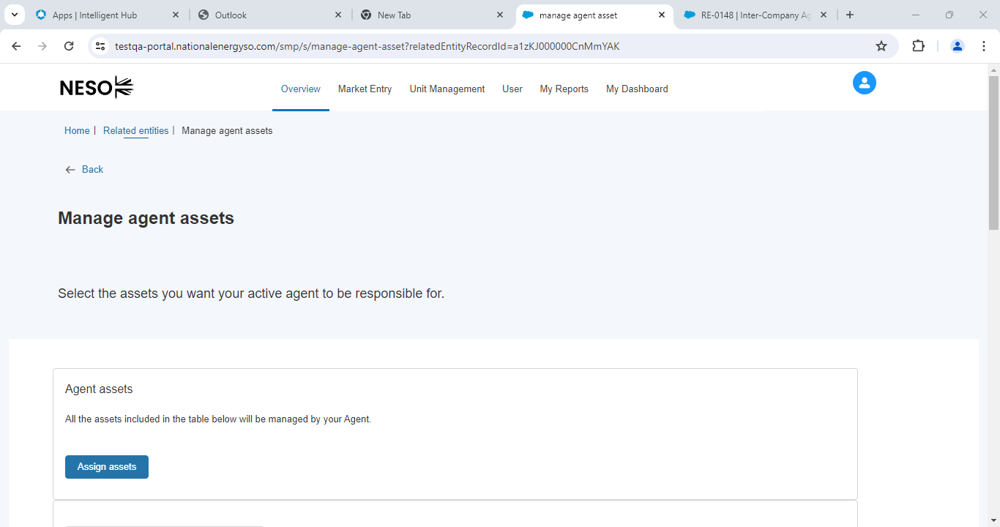 Apps | Intelligent Hub
Outlook
New Tab
manage agent asset
RE-0148 | Inter-Company Ag
testqa-portal.nationalenergyso.com/smp/s/manage-agent-asset?relatedEntityRecordId=a1zKJ000000CnMmYAK
NESO
Overview
Market Entry
Unit Management
User
My Reports
My Dashboard
Home | Related entities | Manage agent assets
Back
Manage agent assets
Select the assets you want your active agent to be responsible for.
Agent assets
All the assets included in the table below will be managed by your Agent.
Assign assets